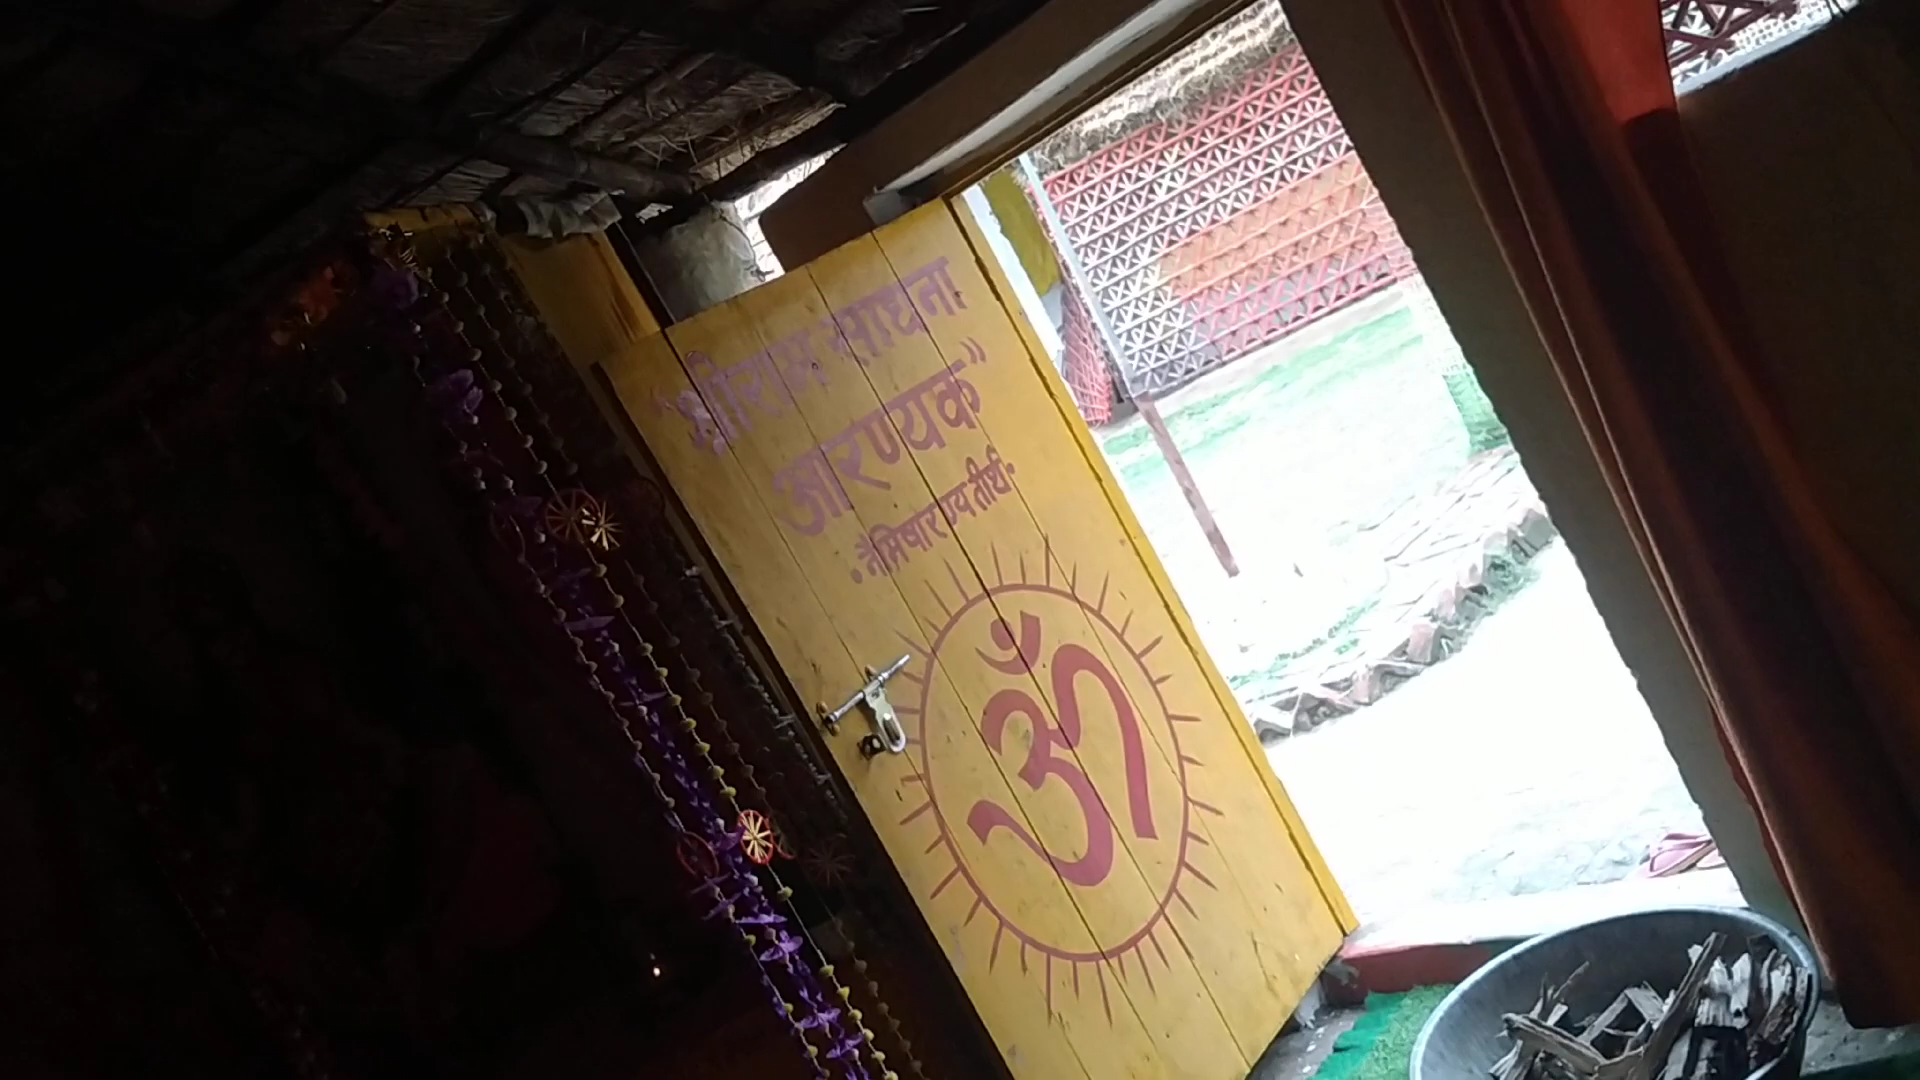 "श्रीराम साधना
आरण्यक"
• नैमिषारण्य तीर्थ •
ॐ